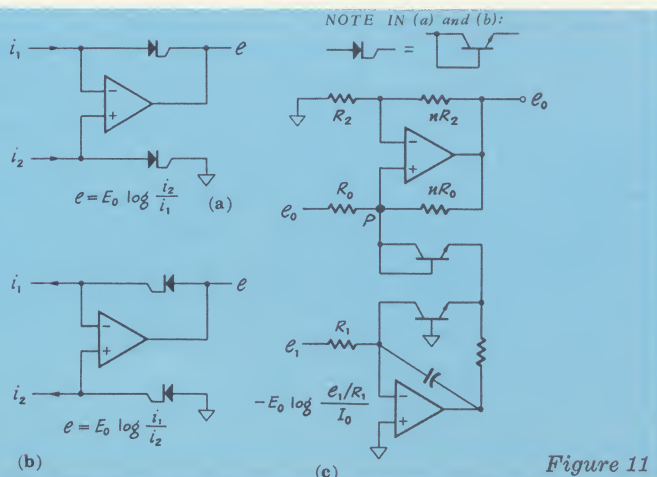 NOTE IN (a) and (b):
=
i₁
e
−
+
i₂
e = E₀ log i₂/i₁
(a)
i₁
e
−
+
i₂
e = E₀ log i₁/i₂
(b)
R₂
nR₂
e₀
−
+
e₀
R₀
nR₀
P
e₁
R₁
−E₀ log e₁/R₁ / I₀
−
+
(c)
Figure 11